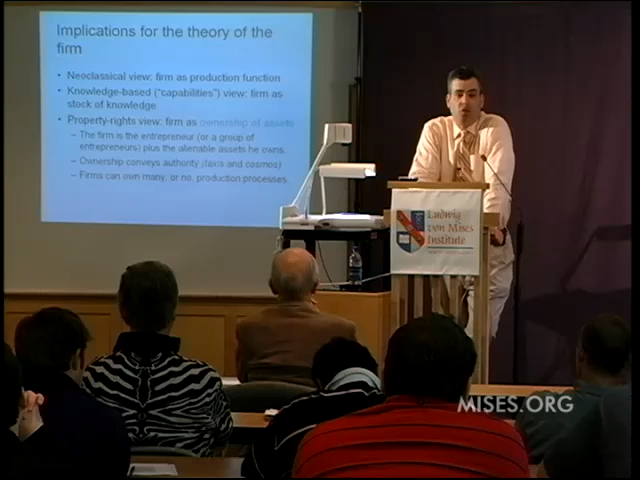 Implications for the theory of the
firm
• Neoclassical view: firm as production function
• Knowledge-based ("capabilities") view: firm as
stock of knowledge
• Property-rights view: firm as ownership of assets
– The firm is the entrepreneur (or a group of
entrepreneurs) plus the alienable assets he owns.
– Ownership conveys authority (taxis and cosmos)
– Firms can own many, or no, production processes.
Ludwig
von Mises
Institute
MISES.ORG